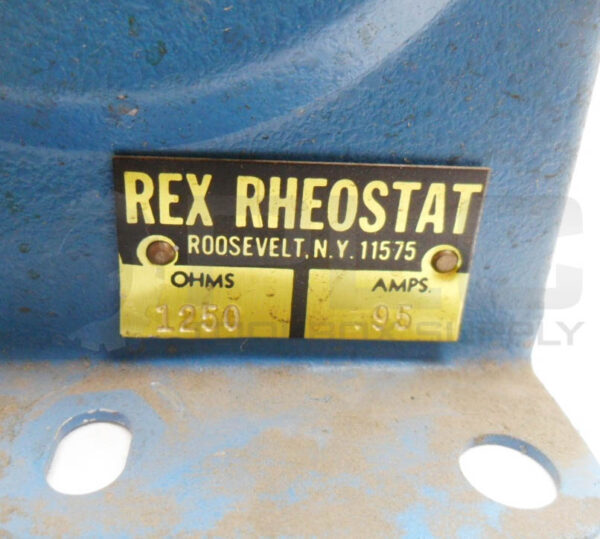 REX RHEOSTAT
ROOSEVELT, N.Y. 11575
OHMS AMPS.
1250 95